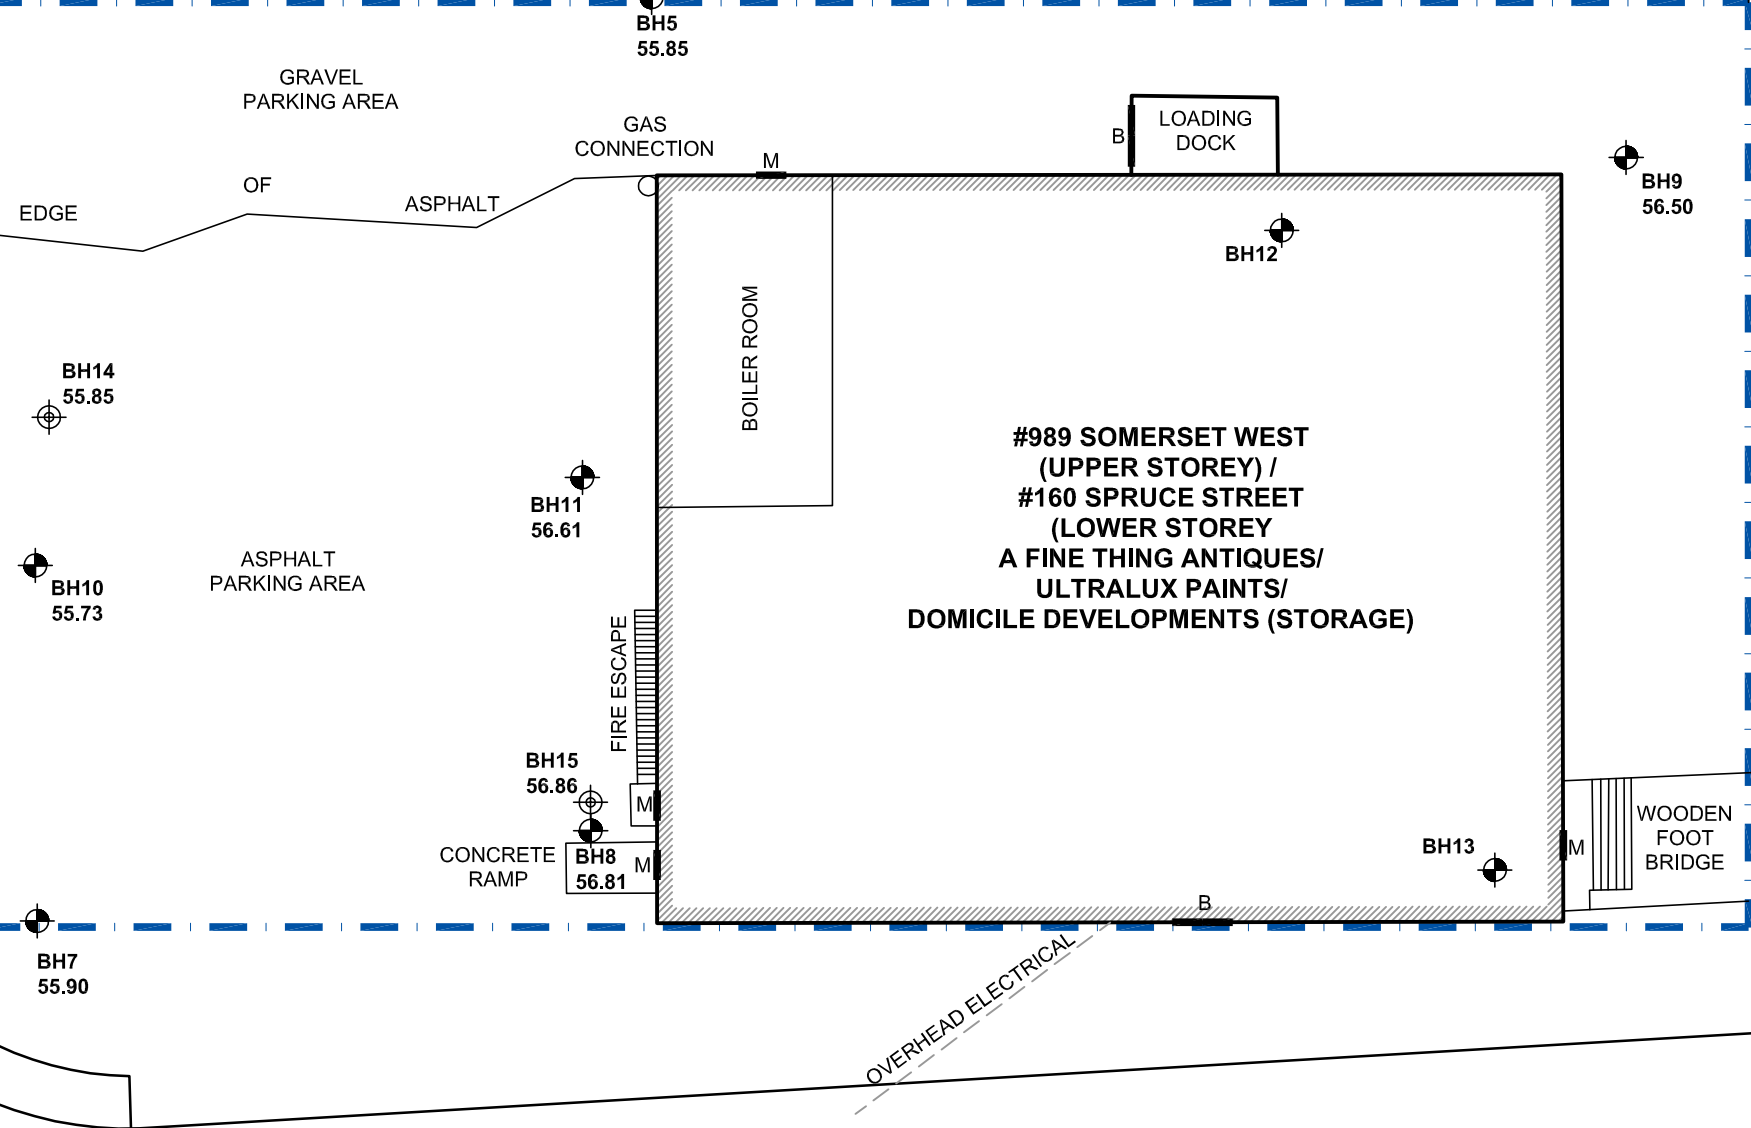 BH5
55.85
GRAVEL
PARKING AREA
GAS
CONNECTION
M
B
LOADING
DOCK
BH9
56.50
EDGE
OF
ASPHALT
BH12
BOILER ROOM
BH14
55.85
BH11
56.61
#989 SOMERSET WEST
(UPPER STOREY) /
#160 SPRUCE STREET
(LOWER STOREY
A FINE THING ANTIQUES/
ULTRALUX PAINTS/
DOMICILE DEVELOPMENTS (STORAGE)
BH10
55.73
ASPHALT
PARKING AREA
FIRE ESCAPE
BH15
56.86
M
CONCRETE
RAMP
BH8
56.81
M
BH13
M
WOODEN
FOOT
BRIDGE
B
BH7
55.90
OVERHEAD ELECTRICAL